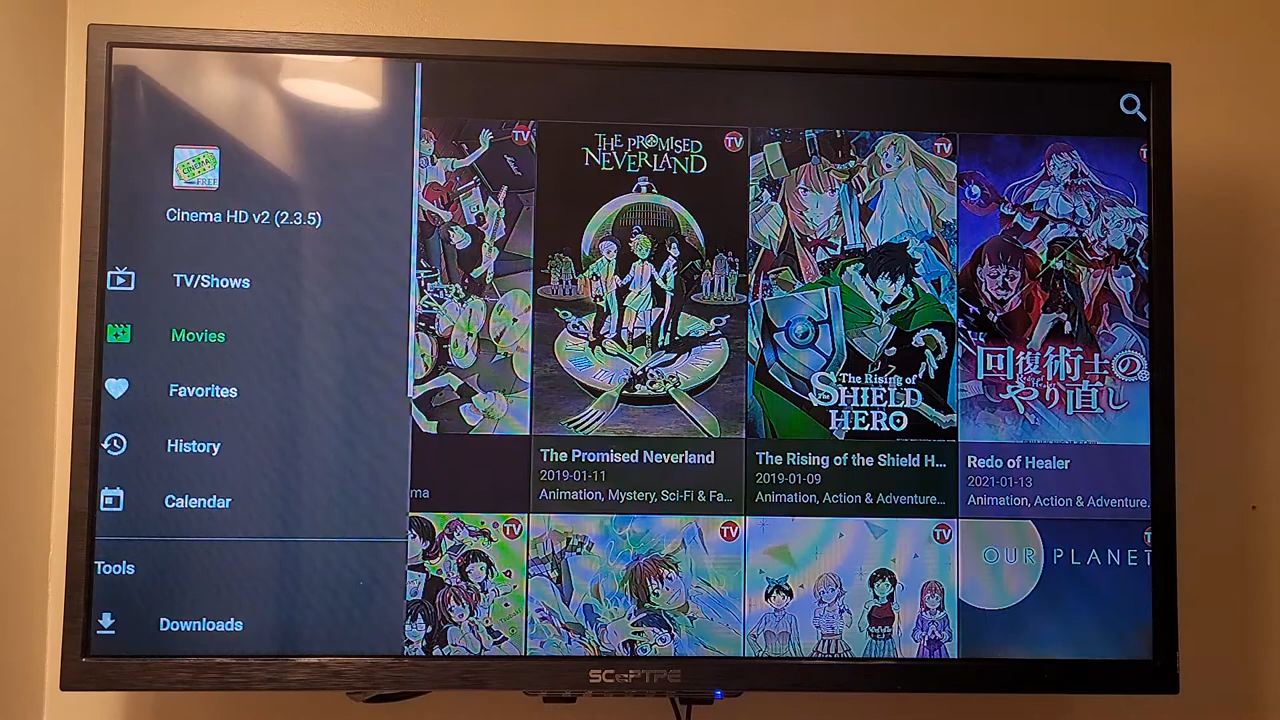 CINEMA
FREE
Cinema HD v2 (2.3.5)
TV/Shows
Movies
Favorites
History
Calendar
Tools
Downloads
TV
THE PROMISED
NEVERLAND
TV
The Rising of
The SHIELD
HERO
TV
回復術士の
やり直し
ma
The Promised Neverland
2019-01-11
Animation, Mystery, Sci-Fi & Fa...
The Rising of the Shield H...
2019-01-09
Animation, Action & Adventure...
Redo of Healer
2021-01-13
Animation, Action & Adventure.
TV
TV
TV
OUR PLANET
SCEPTRE